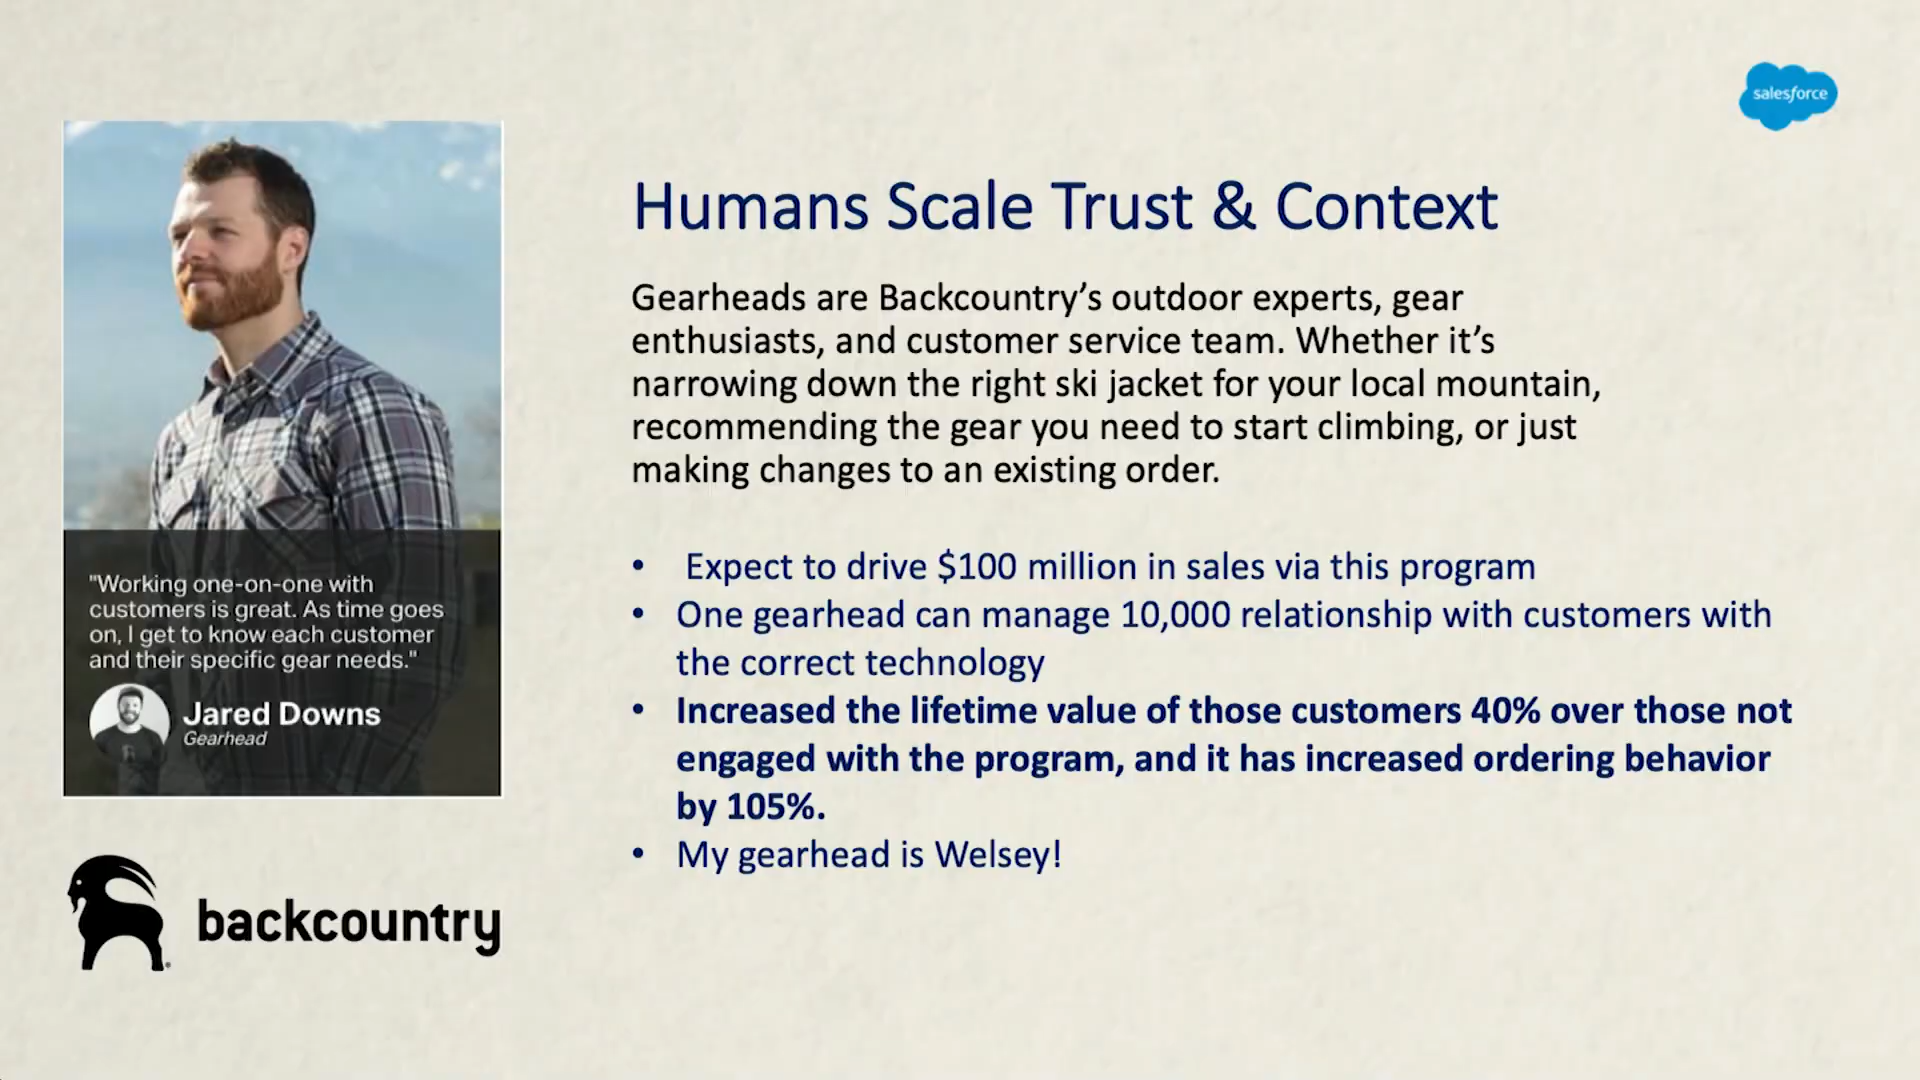 salesforce
Humans Scale Trust & Context
Gearheads are Backcountry’s outdoor experts, gear
enthusiasts, and customer service team. Whether it’s
narrowing down the right ski jacket for your local mountain,
recommending the gear you need to start climbing, or just
making changes to an existing order.
• Expect to drive $100 million in sales via this program
• One gearhead can manage 10,000 relationship with customers with
the correct technology
• Increased the lifetime value of those customers 40% over those not
engaged with the program, and it has increased ordering behavior
by 105%.
• My gearhead is Welsey!
"Working one-on-one with
customers is great. As time goes
on, I get to know each customer
and their specific gear needs."
Jared Downs
Gearhead
backcountry